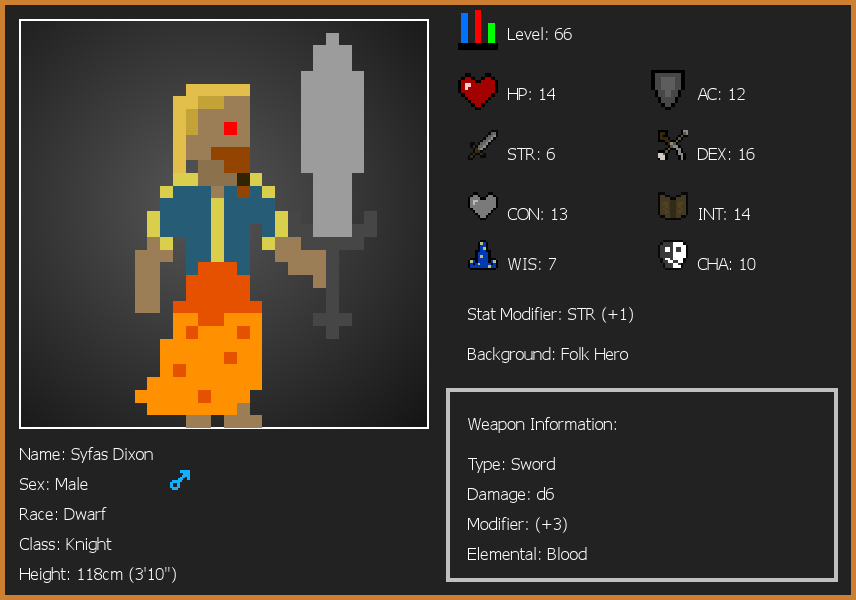 Level: 66
HP: 14
AC: 12
STR: 6
DEX: 16
CON: 13
INT: 14
WIS: 7
CHA: 10
Stat Modifier: STR (+1)
Background: Folk Hero
Weapon Information:
Type: Sword
Damage: d6
Modifier: (+3)
Elemental: Blood
Name: Syfas Dixon
Sex: Male
Race: Dwarf
Class: Knight
Height: 118cm (3'10")